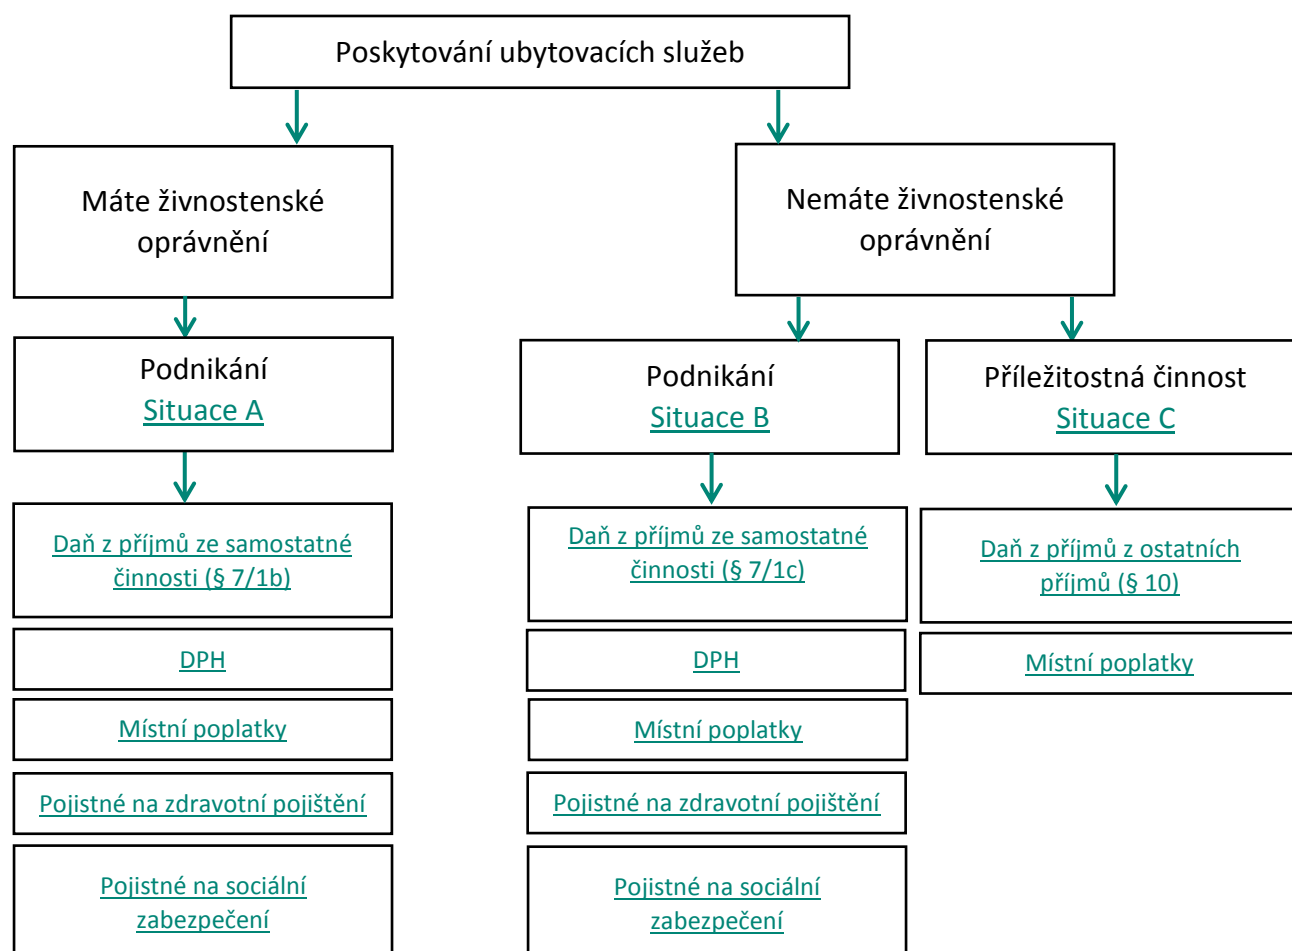 Poskytování ubytovacích služeb
Máte živnostenské
oprávnění
Nemáte živnostenské
oprávnění
Podnikání
Situace A
Podnikání
Situace B
Příležitostná činnost
Situace C
Daň z příjmů ze samostatné
činnosti (§ 7/1b)
Daň z příjmů ze samostatné
činnosti (§ 7/1c)
Daň z příjmů z ostatních
příjmů (§ 10)
DPH
DPH
Místní poplatky
Místní poplatky
Místní poplatky
Pojistné na zdravotní pojištění
Pojistné na zdravotní pojištění
Pojistné na sociální
zabezpečení
Pojistné na sociální
zabezpečení